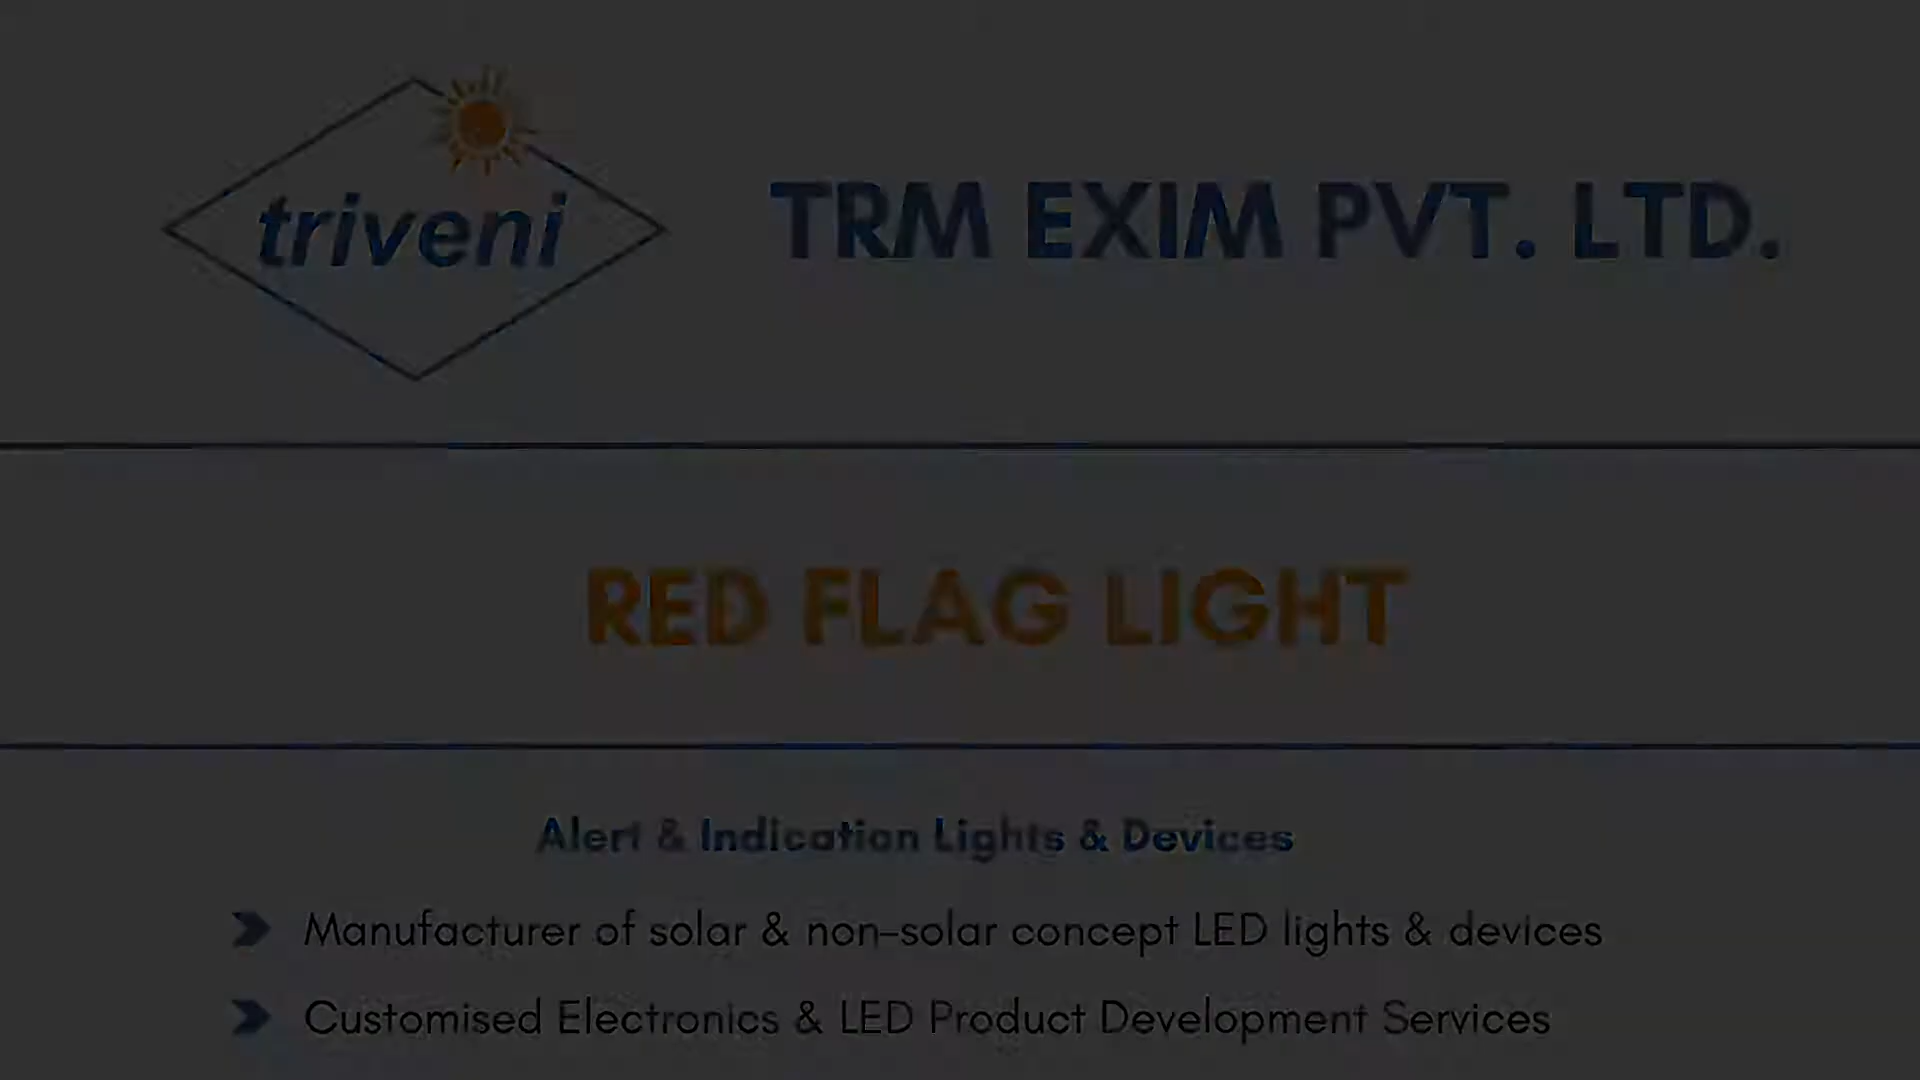 triveni
TRM EXIM PVT. LTD.
RED FLAG LIGHT
Alert & Indication Lights & Devices
Manufacturer of solar & non-solar concept LED lights & devices
Customised Electronics & LED Product Development Services